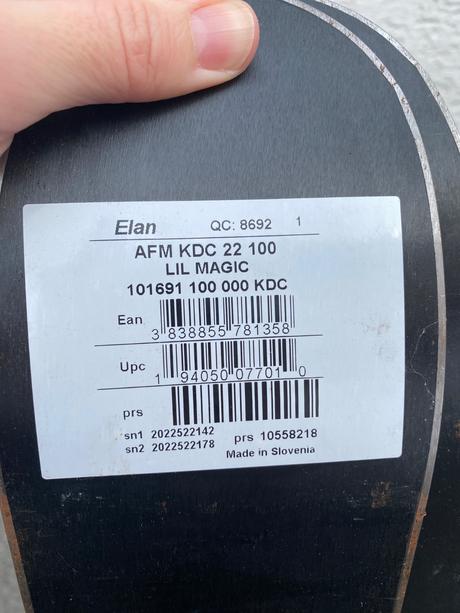 Elan QC: 8692 1
AFM KDC 22 100
LIL MAGIC
101691 100 000 KDC
Ean
3 838855 781358
Upc
1 94050 07701 0
prs
sn1 2022522142 prs 10558218
sn2 2022522178 Made in Slovenia